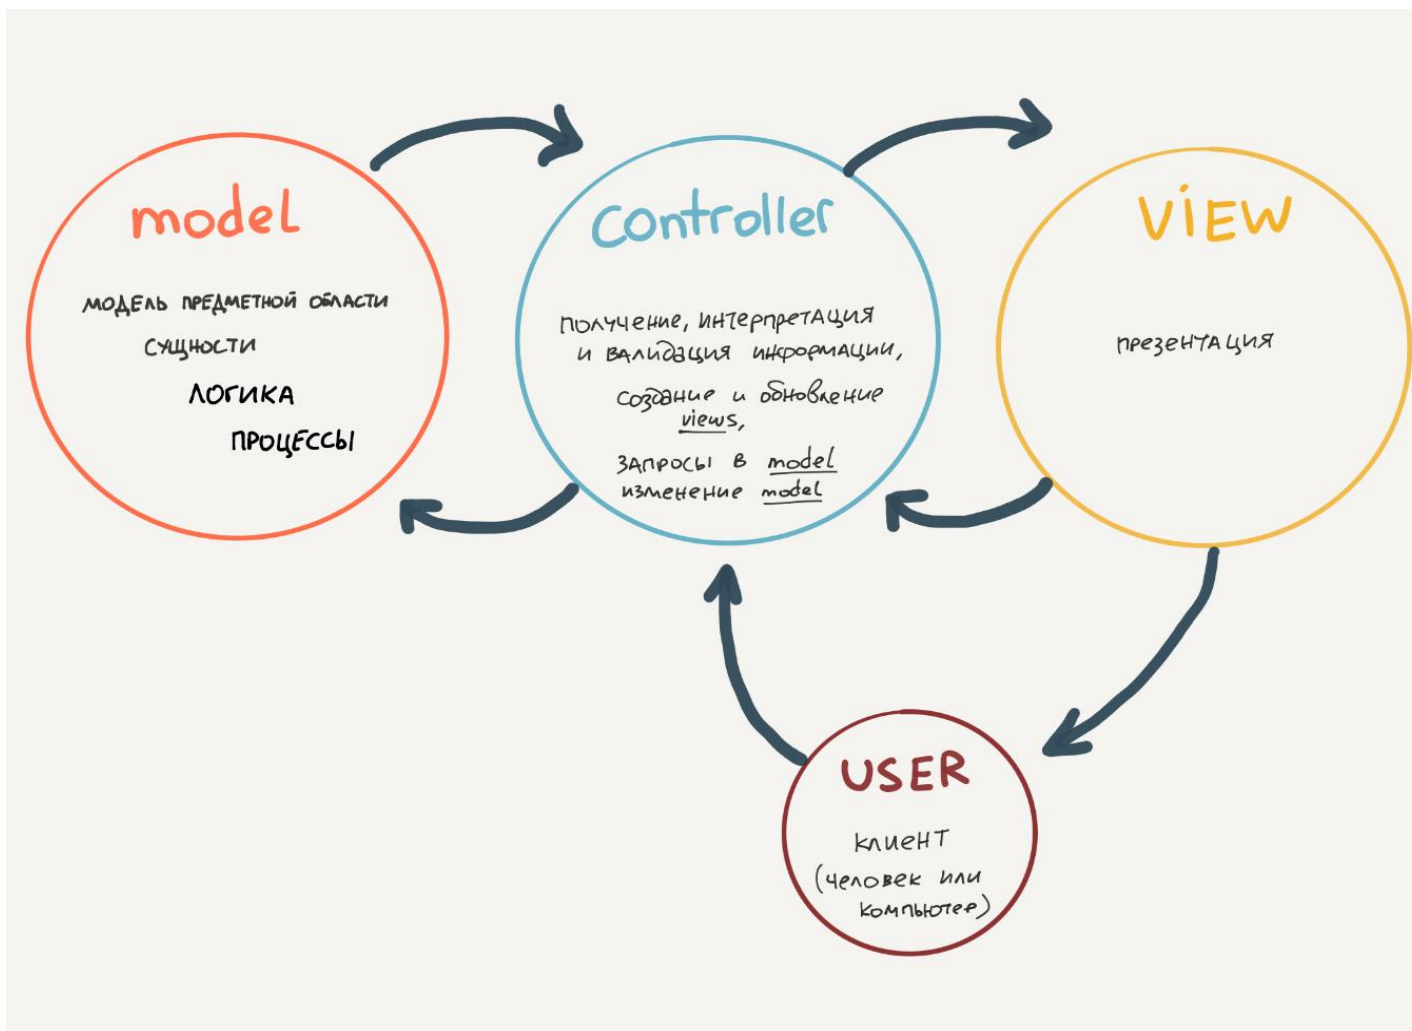 model
МОДЕЛЬ ПРЕДМЕТНОЙ ОБЛАСТИ
СУЩНОСТИ
ЛОГИКА
ПРОЦЕССЫ
Controller
ПОЛУЧЕНИЕ, ИНТЕРПРЕТАЦИЯ
И ВАЛИДАЦИЯ ИНФОРМАЦИИ,
СОЗДАНИЕ И ОБНОВЛЕНИЕ
views,
ЗАПРОСЫ В model
ИЗМЕНЕНИЕ model
ViEW
ПРЕЗЕНТАЦИЯ
USER
КЛИЕНТ
(ЧЕЛОВЕК ИЛИ
КОМПЬЮТЕР)